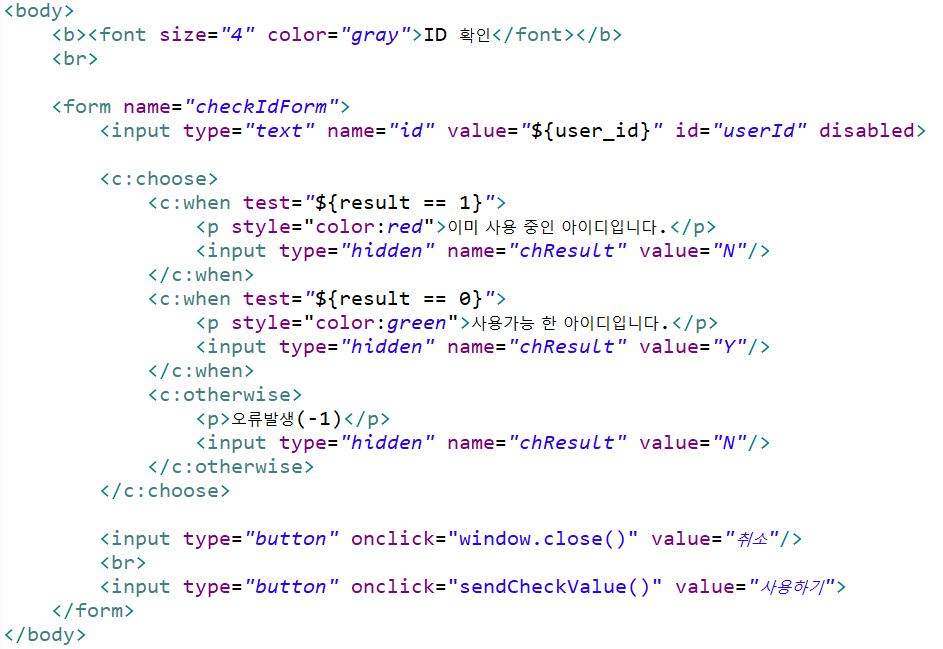 <body>
    <b><font size="4" color="gray">ID 확인</font></b>
    <br>

    <form name="checkIdForm">
        <input type="text" name="id" value="${user_id}" id="userId" disabled>

        <c:choose>
            <c:when test="${result == 1}">
                <p style="color:red">이미 사용 중인 아이디입니다.</p>
                <input type="hidden" name="chResult" value="N"/>
            </c:when>
            <c:when test="${result == 0}">
                <p style="color:green">사용가능 한 아이디입니다.</p>
                <input type="hidden" name="chResult" value="Y"/>
            </c:when>
            <c:otherwise>
                <p>오류발생(-1)</p>
                <input type="hidden" name="chResult" value="N"/>
            </c:otherwise>
        </c:choose>

        <input type="button" onclick="window.close()" value="취소"/>
        <br>
        <input type="button" onclick="sendCheckValue()" value="사용하기">
    </form>
</body>